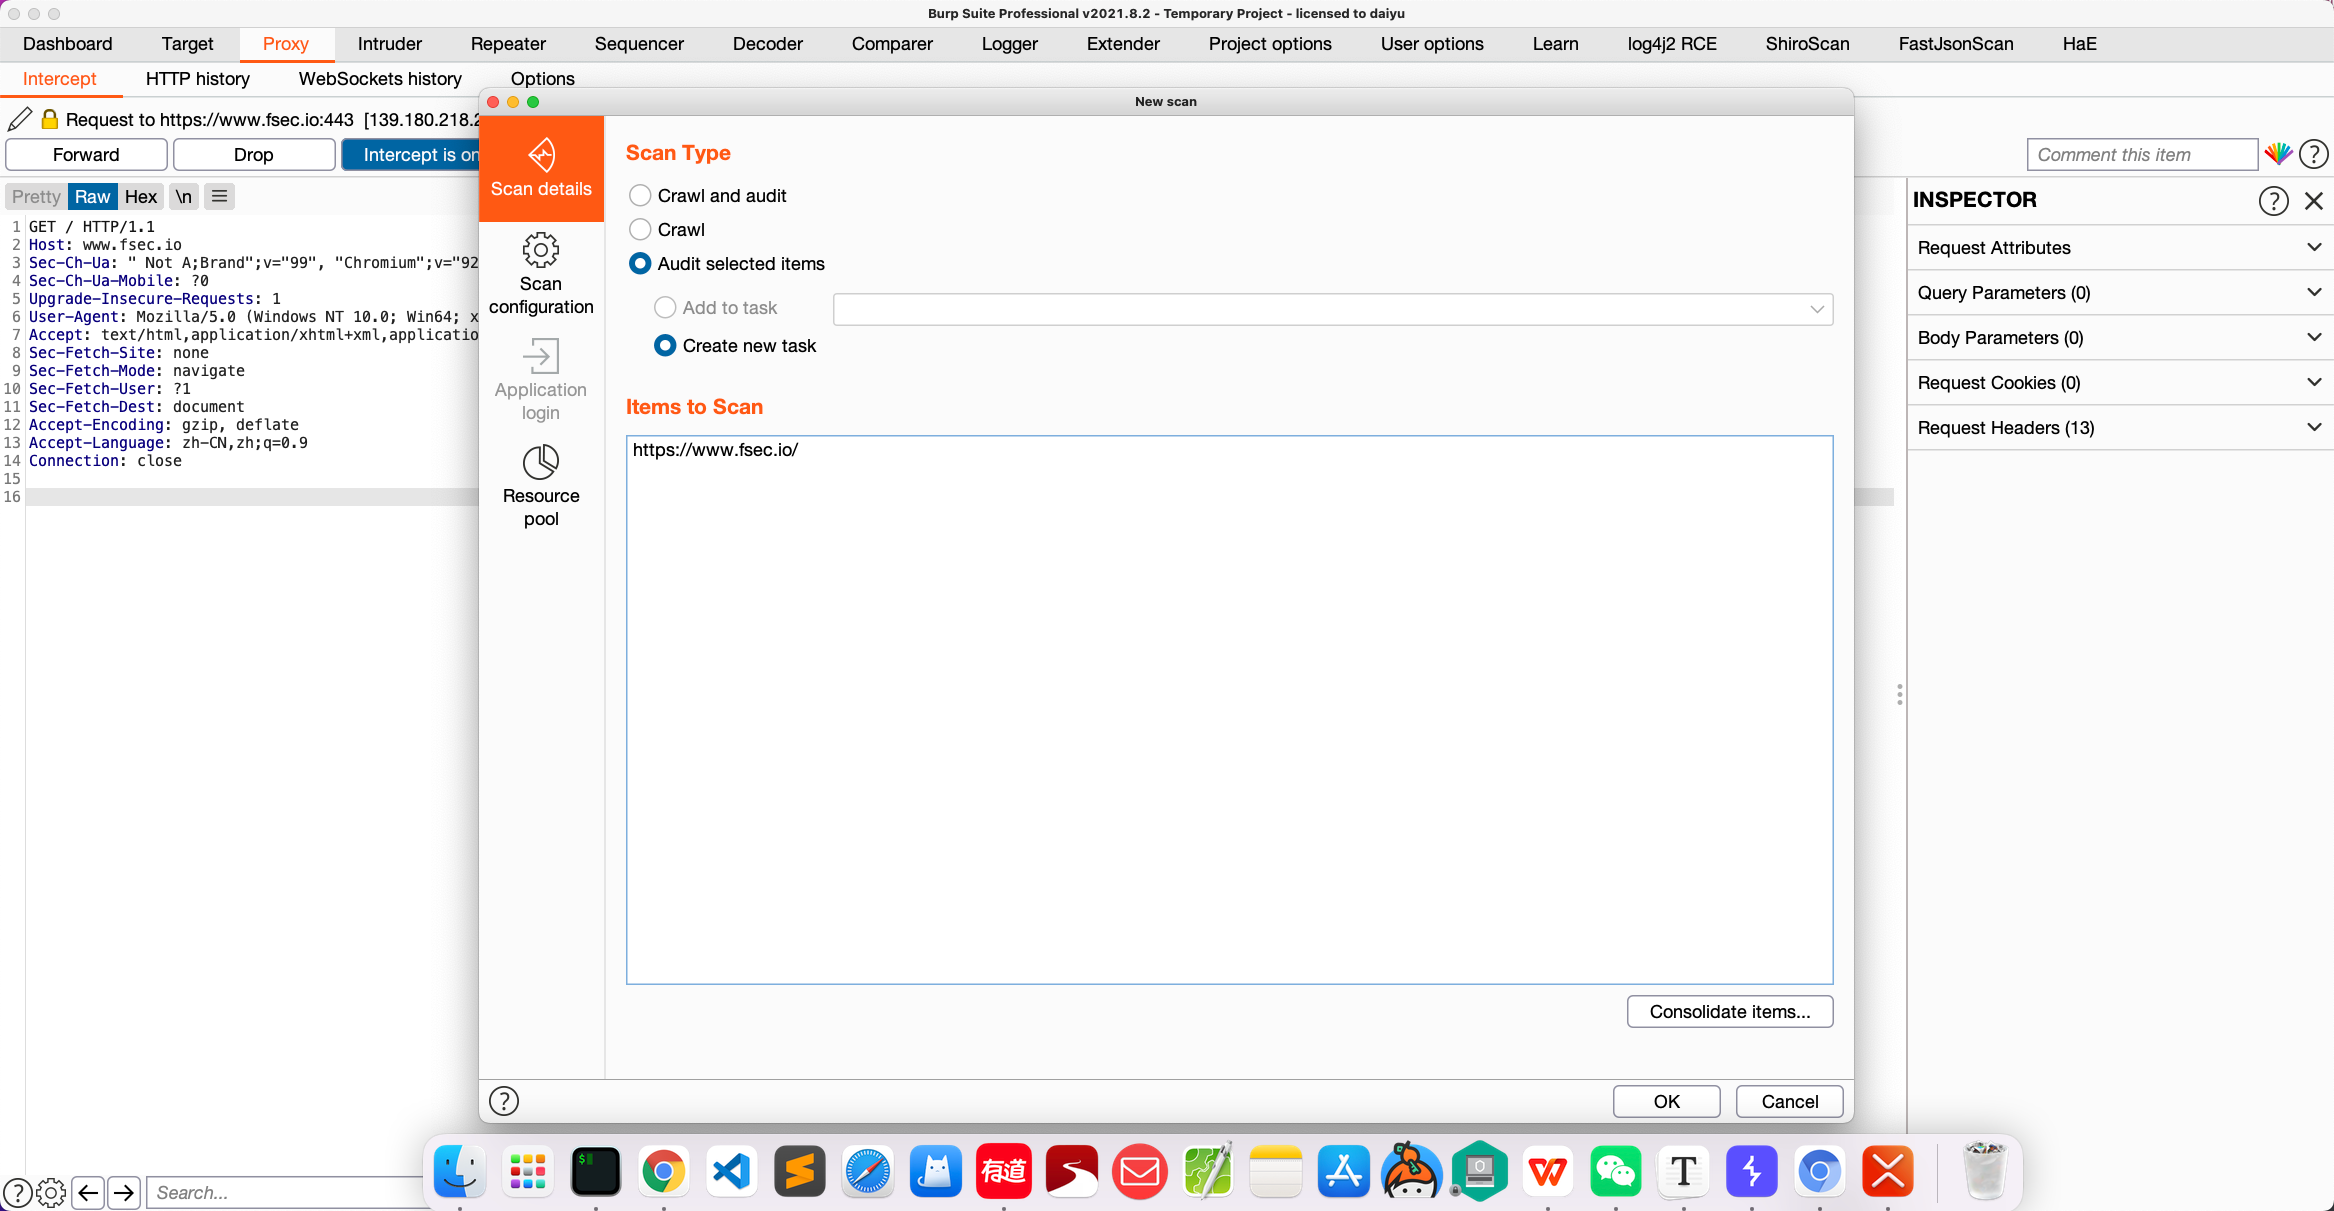 Burp Suite Professional v2021.8.2 - Temporary Project - licensed to daiyu
Dashboard Target Proxy Intruder Repeater Sequencer Decoder Comparer Logger Extender Project options User options Learn log4j2 RCE ShiroScan FastJsonScan HaE
Intercept HTTP history WebSockets history Options
New scan
Request to https://www.fsec.io:443 [139.180.218.2
Forward Drop Intercept is on
Comment this item
Pretty Raw Hex \n
1 GET / HTTP/1.1
2 Host: www.fsec.io
3 Sec-Ch-Ua: " Not A;Brand";v="99", "Chromium";v="92
4 Sec-Ch-Ua-Mobile: ?0
5 Upgrade-Insecure-Requests: 1
6 User-Agent: Mozilla/5.0 (Windows NT 10.0; Win64; x
7 Accept: text/html,application/xhtml+xml,applicatio
8 Sec-Fetch-Site: none
9 Sec-Fetch-Mode: navigate
10 Sec-Fetch-User: ?1
11 Sec-Fetch-Dest: document
12 Accept-Encoding: gzip, deflate
13 Accept-Language: zh-CN,zh;q=0.9
14 Connection: close
15
16
Scan details
Scan
configuration
Application
login
Resource
pool
Scan Type
Crawl and audit
Crawl
Audit selected items
Add to task
Create new task
Items to Scan
https://www.fsec.io/
Consolidate items...
OK Cancel
INSPECTOR
Request Attributes
Query Parameters (0)
Body Parameters (0)
Request Cookies (0)
Request Headers (13)
Search...
$
有道
T